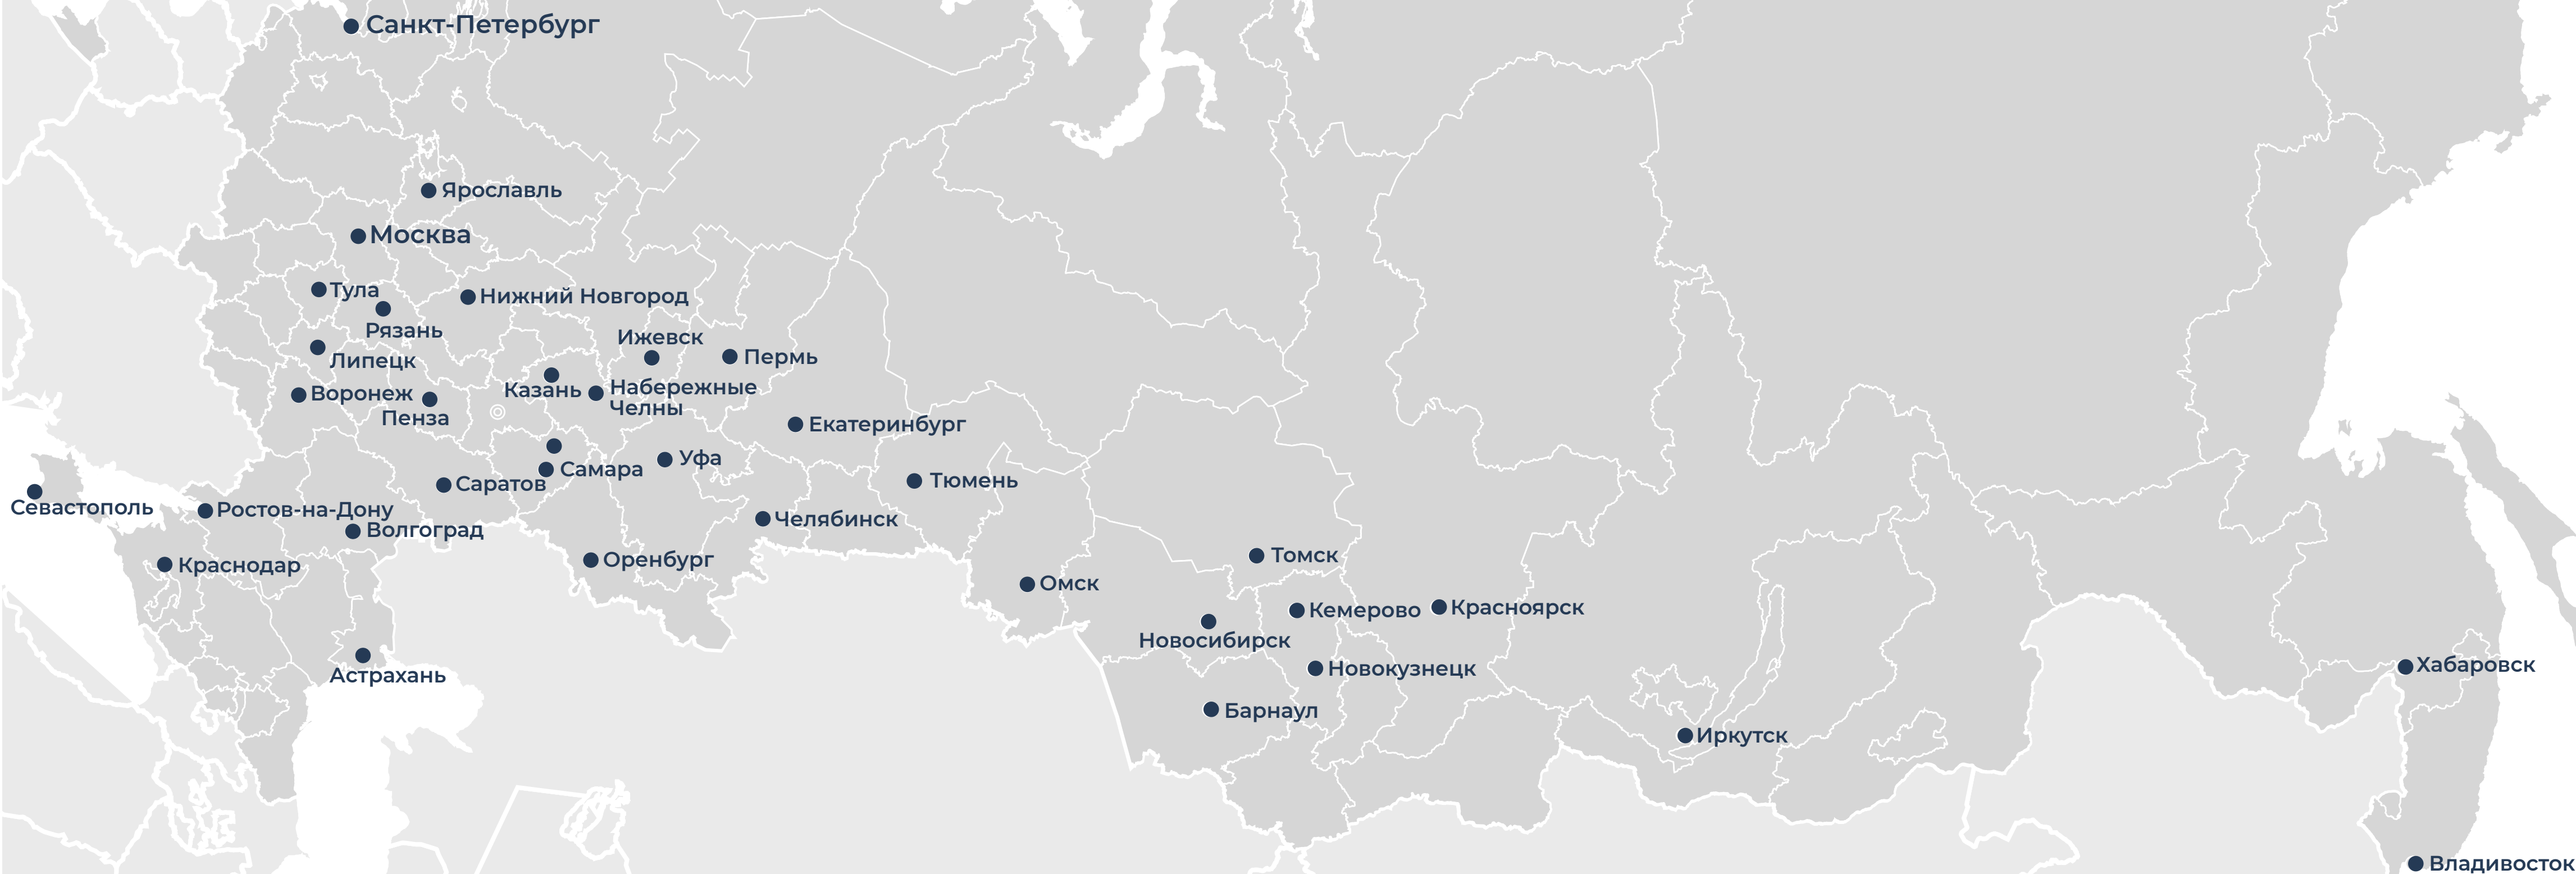 Санкт-Петербург
Ярославль
Москва
Тула
Нижний Новгород
Рязань
Ижевск
Липецк
Пермь
Казань
Набережные
Челны
Воронеж
Пенза
Екатеринбург
Уфа
Самара
Тюмень
Саратов
Севастополь
Ростов-на-Дону
Челябинск
Волгоград
Томск
Оренбург
Краснодар
Омск
Кемерово
Красноярск
Новосибирск
Хабаровск
Новокузнецк
Астрахань
Барнаул
Иркутск
Владивосток